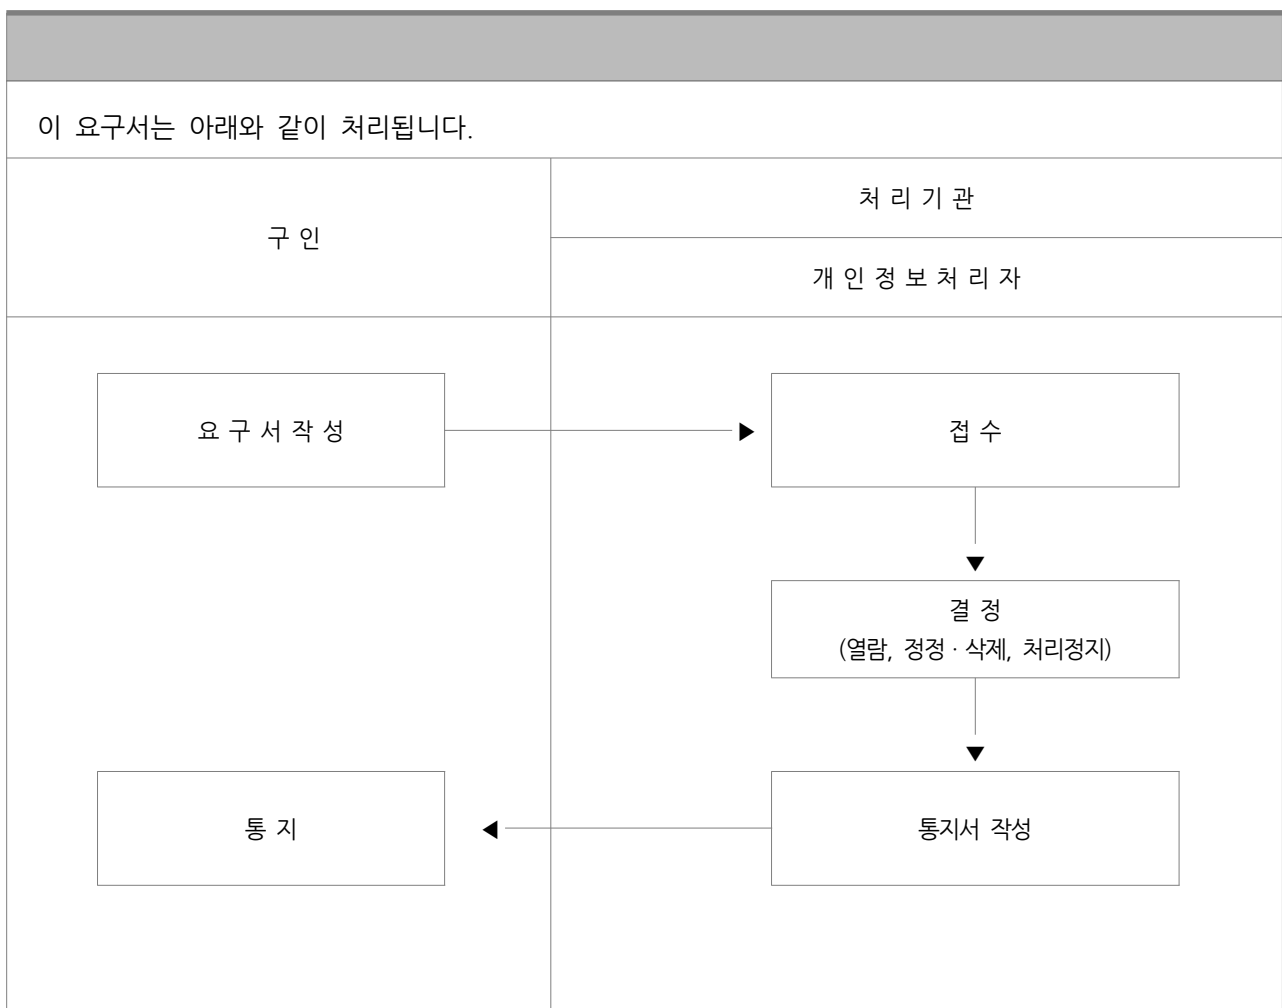 이 요구서는 아래와 같이 처리됩니다.
구 인
처 리 기 관
개 인 정 보 처 리 자
요 구 서 작 성
▶
접 수
▼
결 정
(열람, 정정 · 삭제, 처리정지)
▼
통 지
◀
통지서 작성